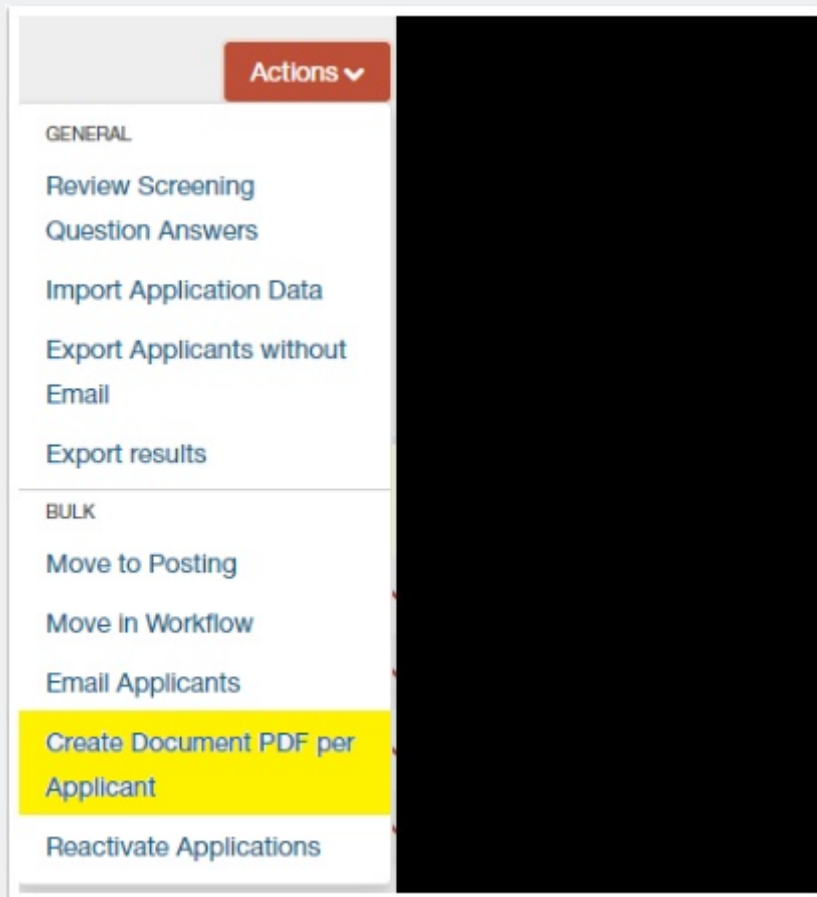 Actions
GENERAL
Review Screening
Question Answers
Import Application Data
Export Applicants without
Email
Export results
BULK
Move to Posting
Move in Workflow
Email Applicants
Create Document PDF per
Applicant
Reactivate Applications